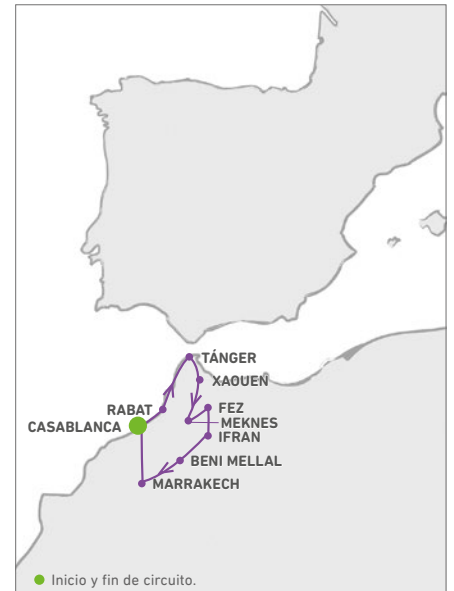 TÁNGER
XAOUEN
FEZ
RABAT
MEKNES
CASABLANCA
IFRAN
BENI MELLAL
MARRAKECH
Inicio y fin de circuito.